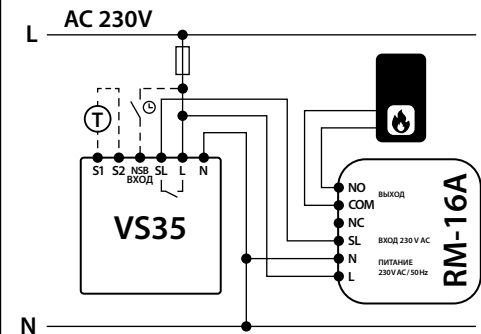 AC 230V
L
T
S1 S2 NSB SL L N
ВХОД
VS35
NO
COM
NC
SL
N
L
ВЫХОД
ВХОД 230 V AC
ПИТАНИЕ
230V AC/ 50Hz
RM-16A
N